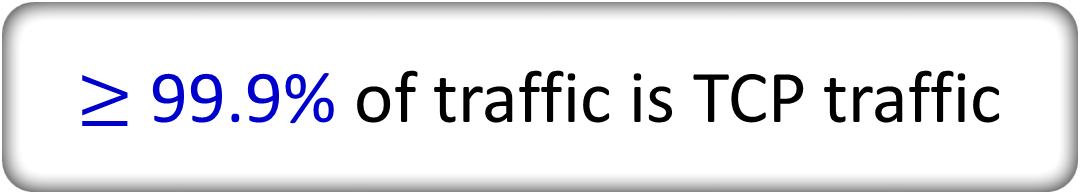 ≥ 99.9% of traffic is TCP traffic